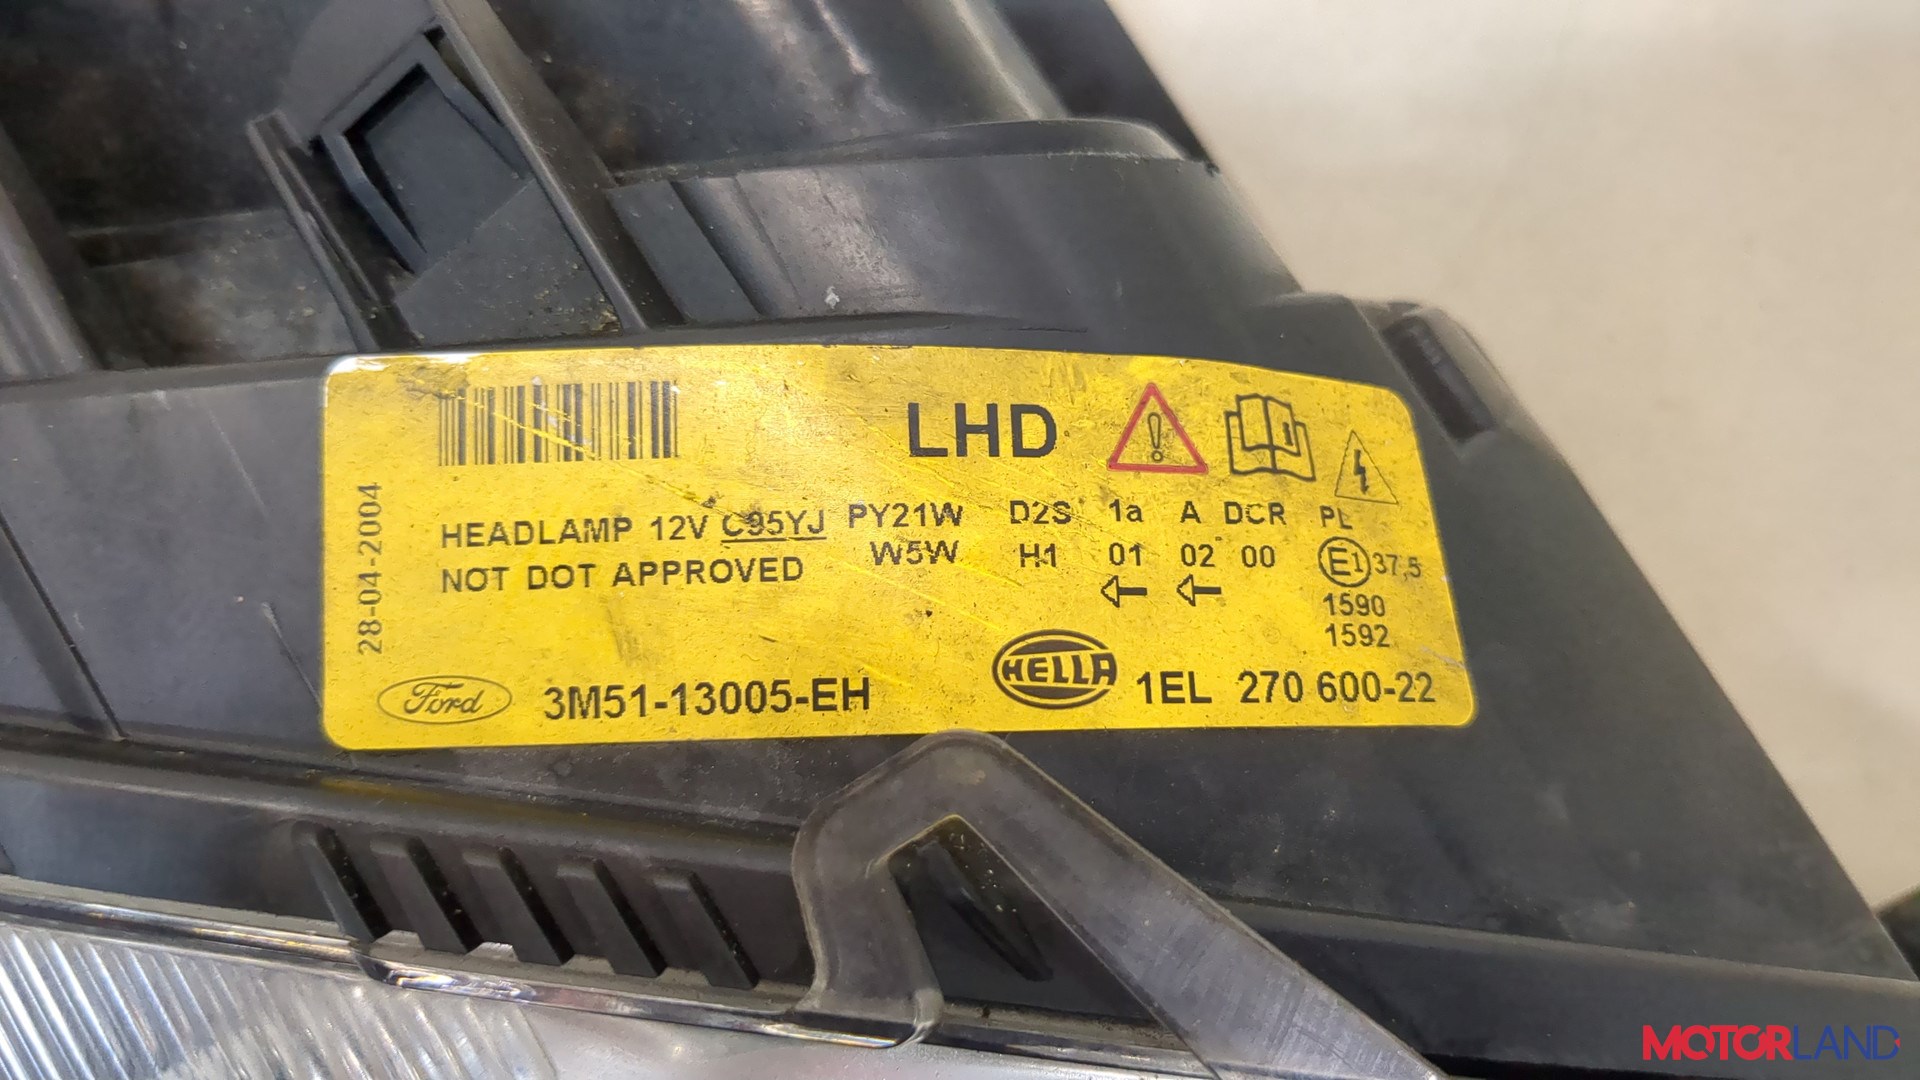 LHD
28-04-2004
HEADLAMP 12V C95YJ PY21W D2S 1a A DCR PL
W5W H1 01 02 00 E1 37,5
NOT DOT APPROVED
← ←
1590
1592
Ford 3M51-13005-EH HELLA 1EL 270 600-22
MOTORLAND